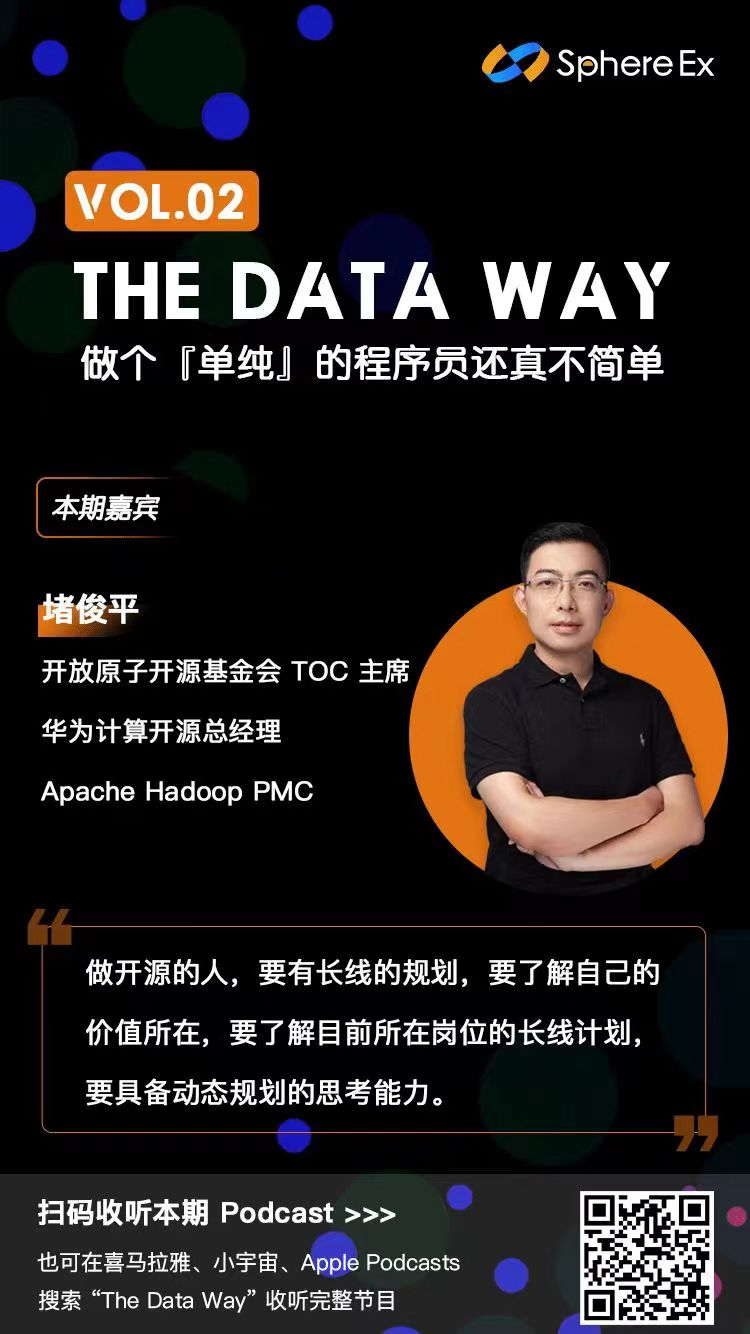 SphereEx
VOL.02
THE DATA WAY
做个『单纯』的程序员还真不简单
本期嘉宾
堵俊平
开放原子开源基金会 TOC 主席
华为计算开源总经理
Apache Hadoop PMC
做开源的人，要有长线的规划，要了解自己的
价值所在，要了解目前所在岗位的长线计划，
要具备动态规划的思考能力。
扫码收听本期 Podcast >>>
也可在喜马拉雅、小宇宙、Apple Podcasts
搜索 “The Data Way” 收听完整节目